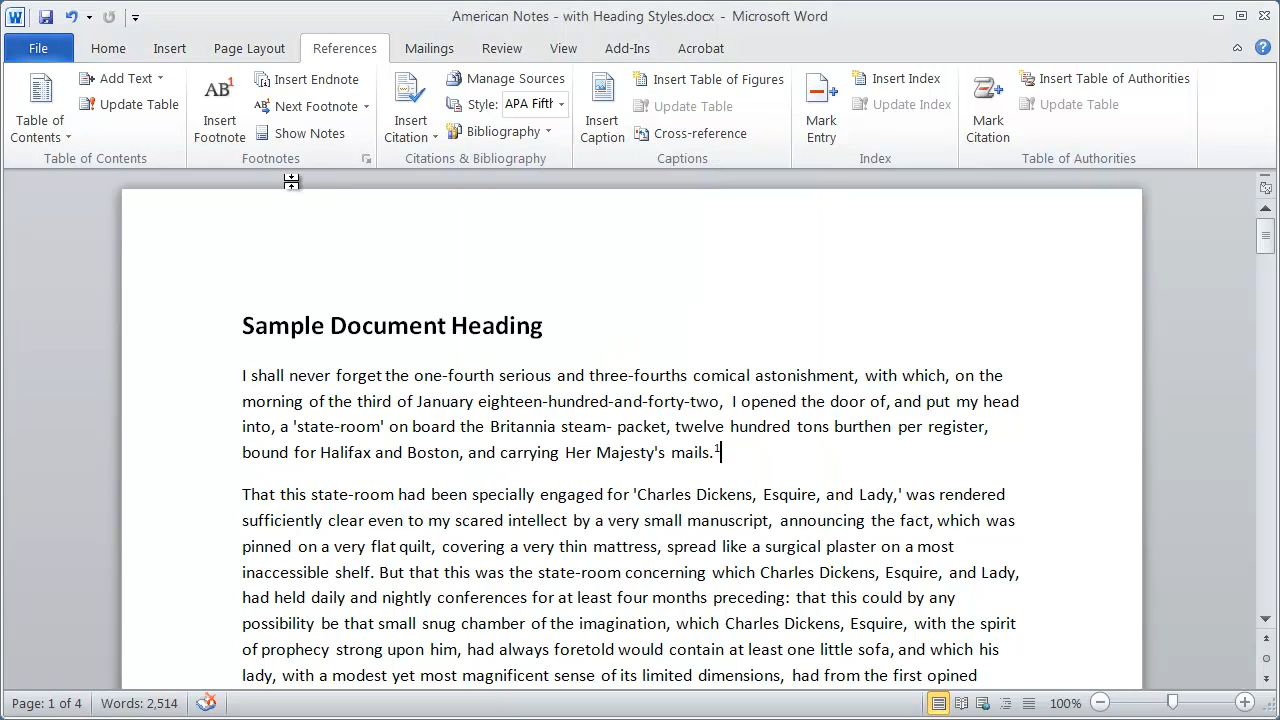 American Notes - with Heading Styles.docx - Microsoft Word
File Home Insert Page Layout References Mailings Review View Add-Ins Acrobat
Table of Contents
Add Text
Update Table
Table of Contents
AB1 Insert Footnote
Insert Endnote
AB1 Next Footnote
Show Notes
Footnotes
Insert Citation
Manage Sources
Style: APA Fift
Bibliography
Citations & Bibliography
Insert Caption
Insert Table of Figures
Update Table
Cross-reference
Captions
Mark Entry
Insert Index
Update Index
Index
Mark Citation
Insert Table of Authorities
Update Table
Table of Authorities
Sample Document Heading
I shall never forget the one-fourth serious and three-fourths comical astonishment, with which, on the
morning of the third of January eighteen-hundred-and-forty-two, I opened the door of, and put my head
into, a 'state-room' on board the Britannia steam- packet, twelve hundred tons burthen per register,
bound for Halifax and Boston, and carrying Her Majesty's mails.1
That this state-room had been specially engaged for 'Charles Dickens, Esquire, and Lady,' was rendered
sufficiently clear even to my scared intellect by a very small manuscript, announcing the fact, which was
pinned on a very flat quilt, covering a very thin mattress, spread like a surgical plaster on a most
inaccessible shelf. But that this was the state-room concerning which Charles Dickens, Esquire, and Lady,
had held daily and nightly conferences for at least four months preceding: that this could by any
possibility be that small snug chamber of the imagination, which Charles Dickens, Esquire, with the spirit
of prophecy strong upon him, had always foretold would contain at least one little sofa, and which his
lady, with a modest yet most magnificent sense of its limited dimensions, had from the first opined
Page: 1 of 4 Words: 2,514 100%